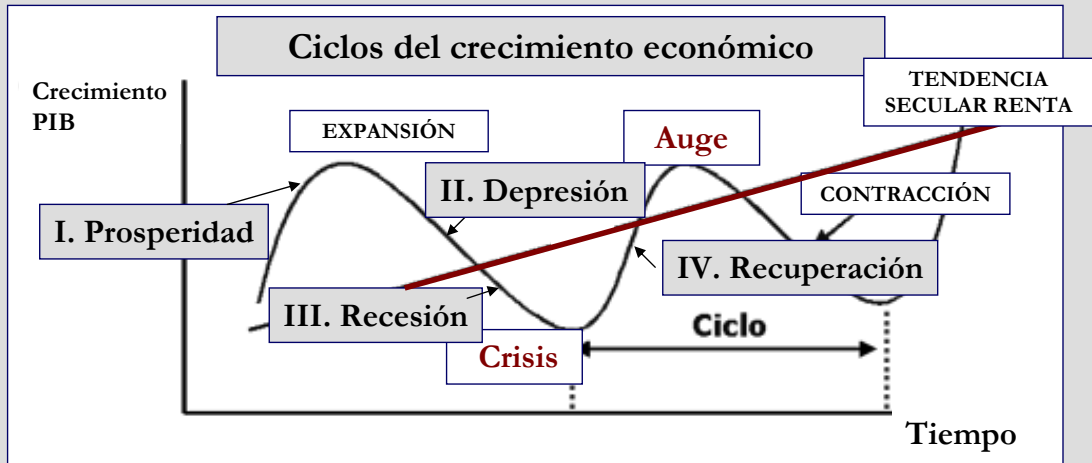 Ciclos del crecimiento económico
Crecimiento
PIB
TENDENCIA
SECULAR RENTA
EXPANSIÓN
Auge
II. Depresión
CONTRACCIÓN
I. Prosperidad
IV. Recuperación
III. Recesión
Ciclo
Crisis
Tiempo